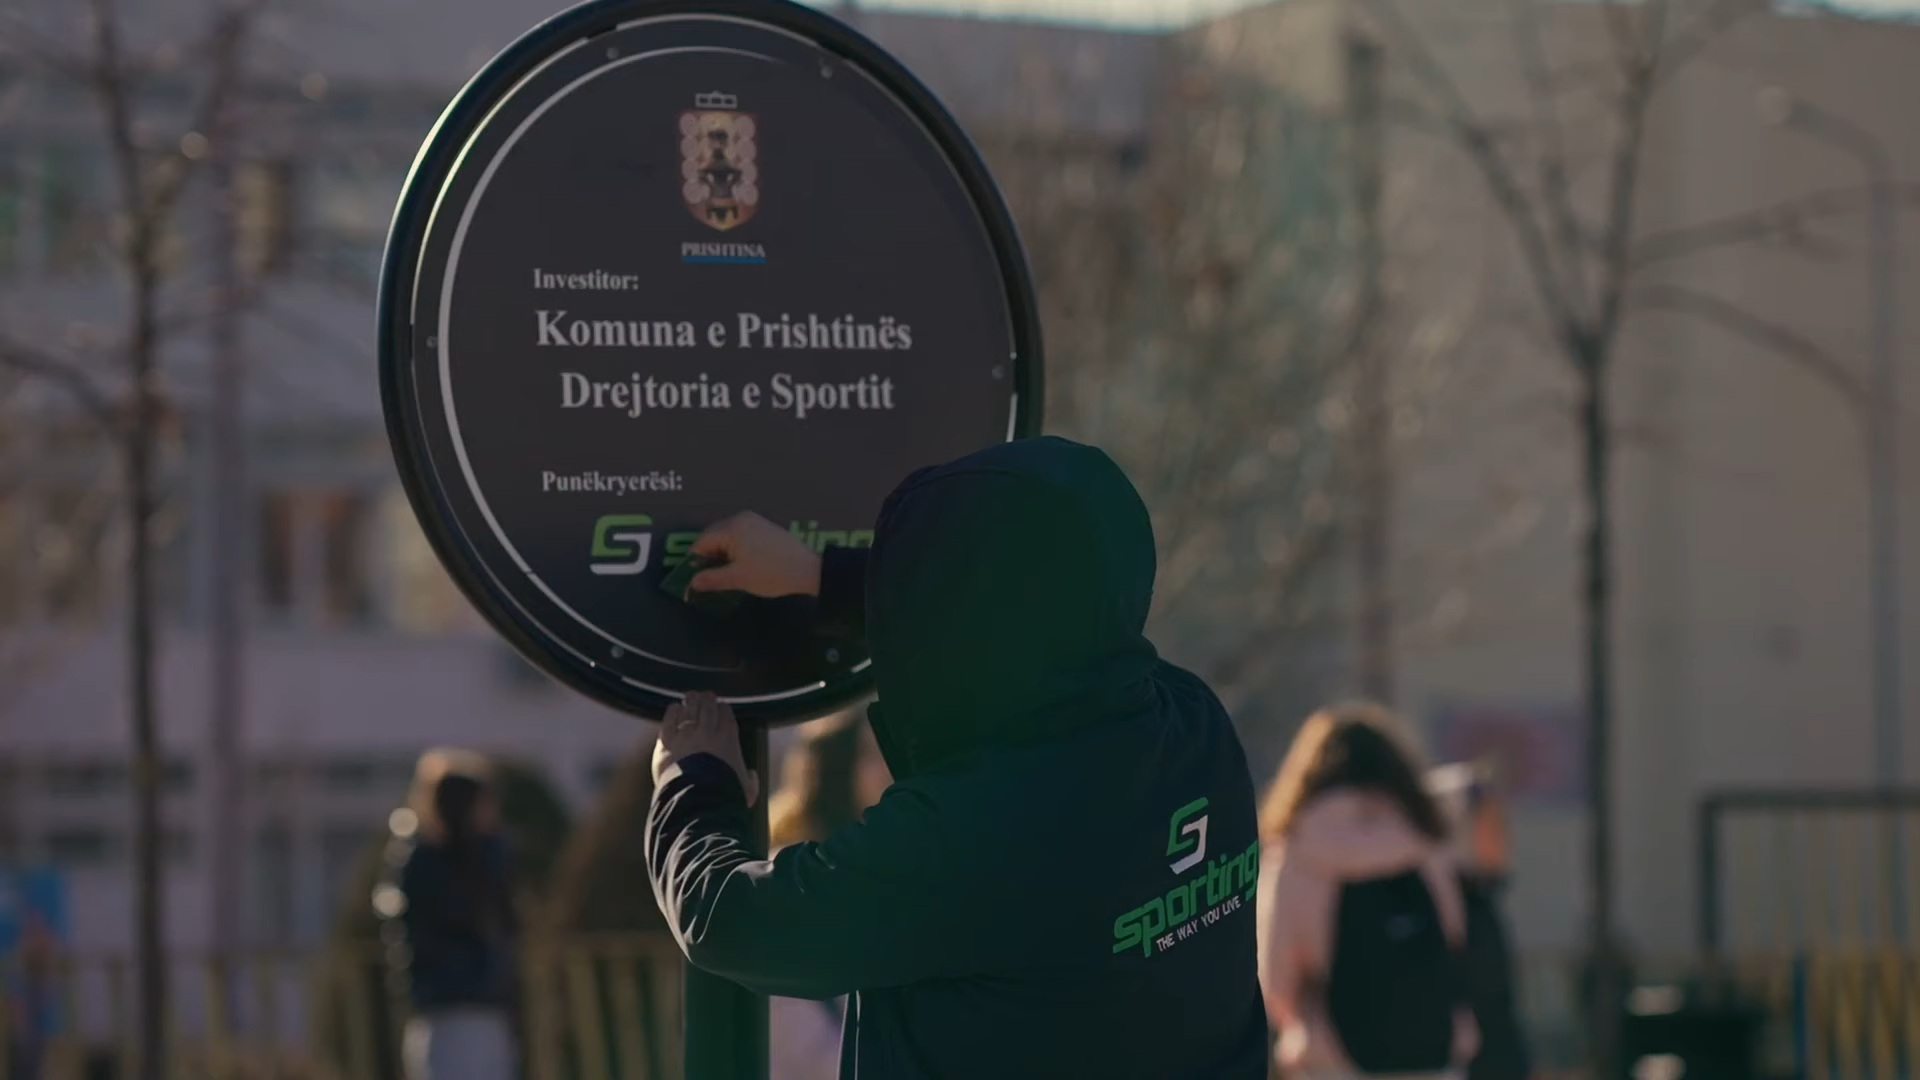 PRISHTINA
Investitor:
Komuna e Prishtinës
Drejtoria e Sportit
Punëkryerësi:
sporting
THE WAY YOU LIVE